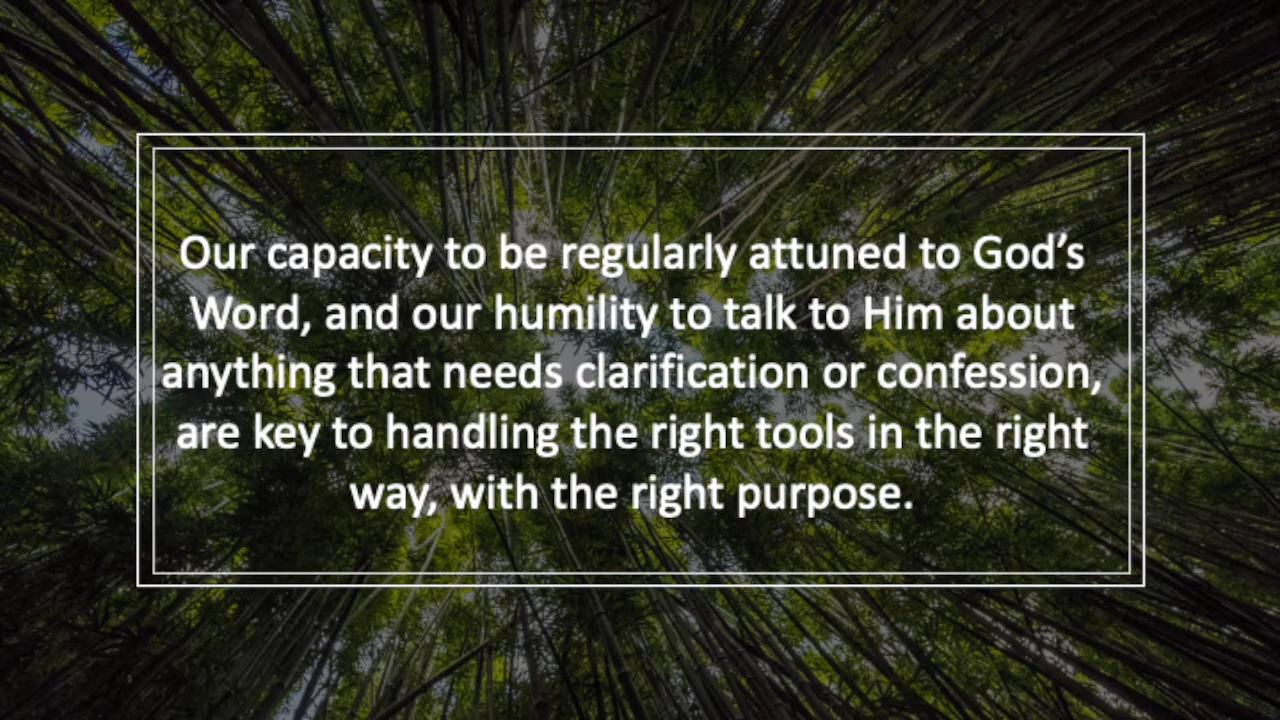 Our capacity to be regularly attuned to God’s
Word, and our humility to talk to Him about
anything that needs clarification or confession,
are key to handling the right tools in the right
way, with the right purpose.